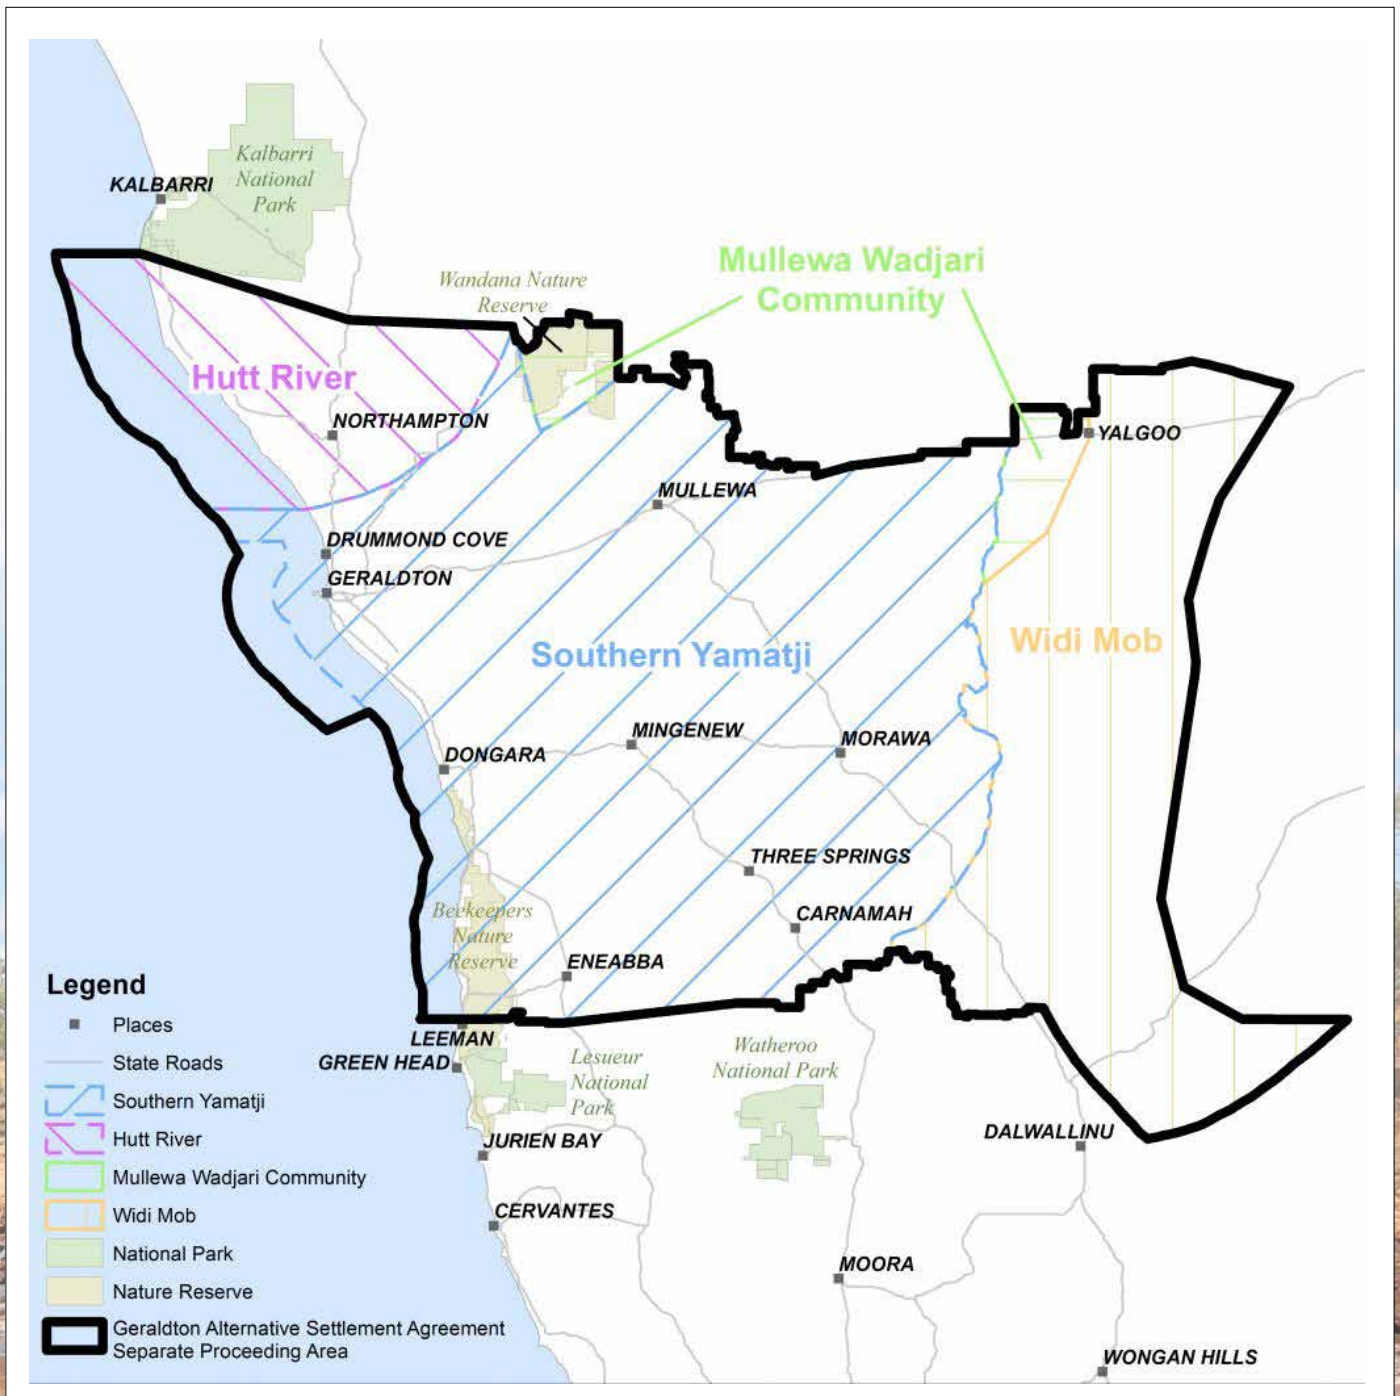 Kalbarri
National
Park
KALBARRI
Wandana Nature
Reserve
Mullewa Wadjari
Community
Hutt River
NORTHAMPTON
YALGOO
MULLEWA
DRUMMOND COVE
GERALDTON
Southern Yamatji
Widi Mob
MINGENEW
MORAWA
DONGARA
THREE SPRINGS
CARNAMAH
Beekeepers
Nature
Reserve
ENEABBA
LEEMAN
GREEN HEAD
Lesueur
National
Park
Watheroo
National Park
JURIEN BAY
DALWALLINU
CERVANTES
MOORA
WONGAN HILLS
Legend
Places
State Roads
Southern Yamatji
Hutt River
Mullewa Wadjari Community
Widi Mob
National Park
Nature Reserve
Geraldton Alternative Settlement Agreement
Separate Proceeding Area